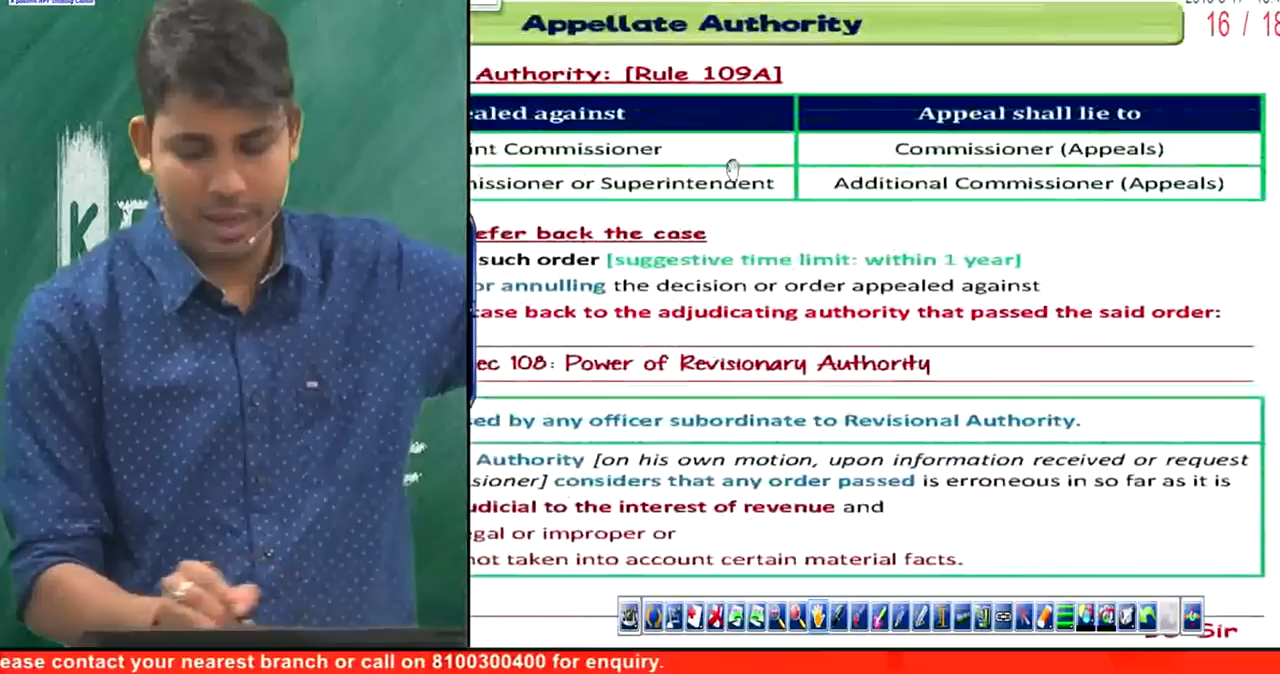 Appellate Authority
16 / 18
Authority: [Rule 109A]
ealed against
Appeal shall lie to
int Commissioner
Commissioner (Appeals)
nissioner or Superintendent
Additional Commissioner (Appeals)
efer back the case
such order [suggestive time limit: within 1 year]
or annulling the decision or order appealed against
case back to the adjudicating authority that passed the said order:
ec 108: Power of Revisionary Authority
sed by any officer subordinate to Revisional Authority.
Authority [on his own motion, upon information received or request
sioner] considers that any order passed is erroneous in so far as it is
udicial to the interest of revenue and
egal or improper or
not taken into account certain material facts.
Sir
ease contact your nearest branch or call on 8100300400 for enquiry.